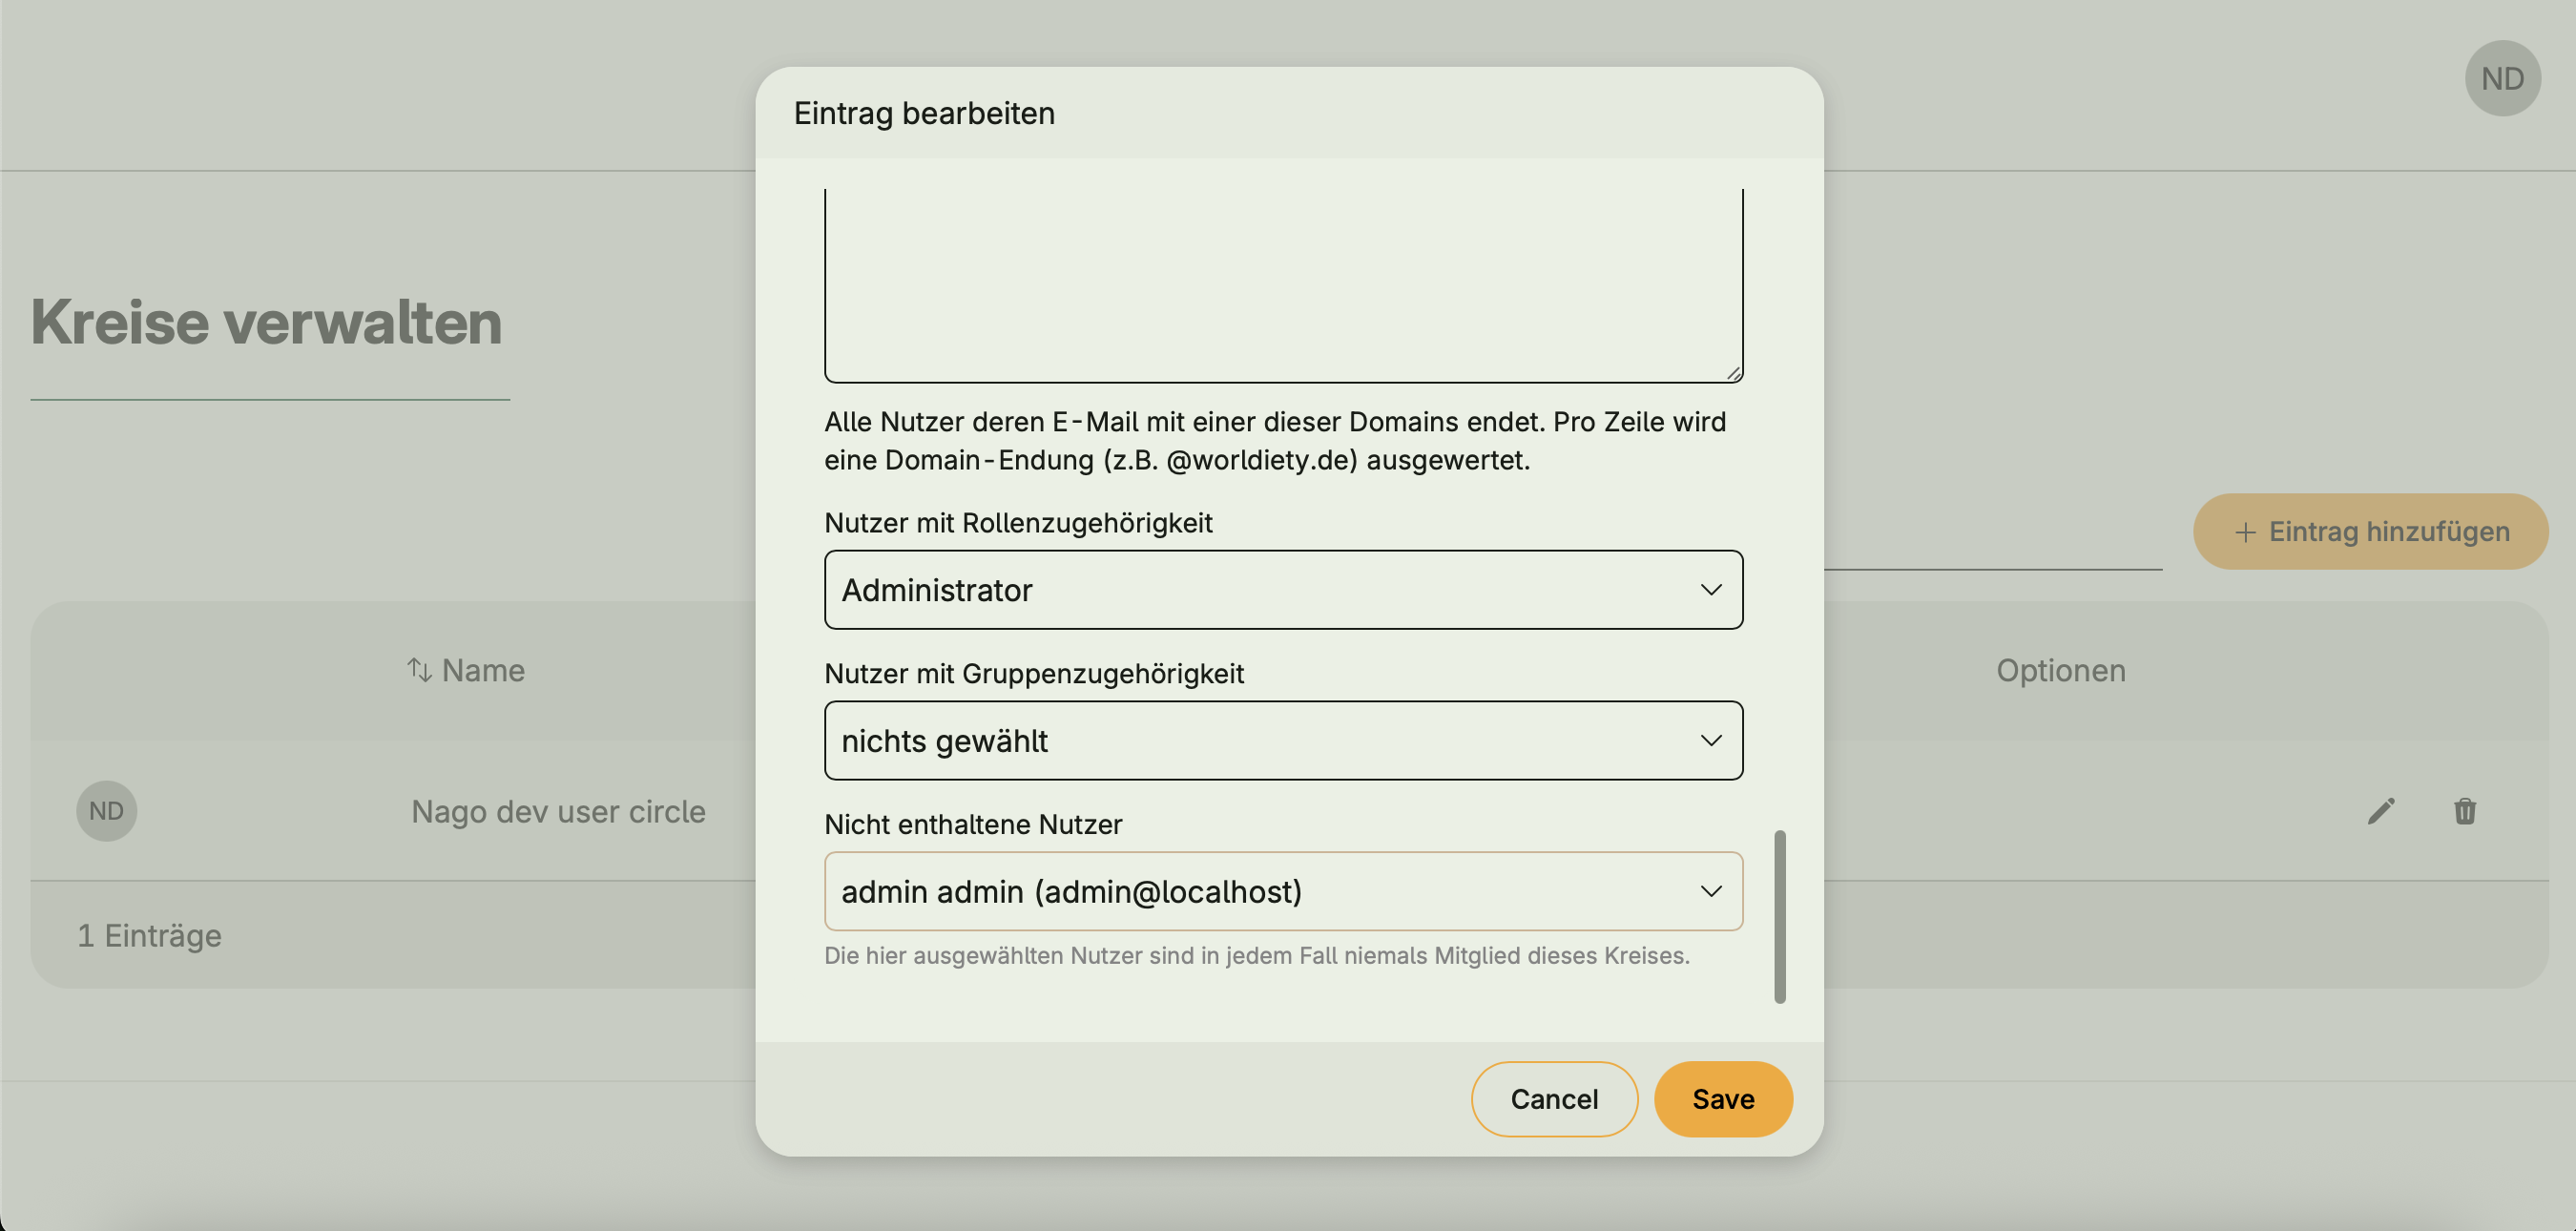 ND
Eintrag bearbeiten
Kreise verwalten
Alle Nutzer deren E-Mail mit einer dieser Domains endet. Pro Zeile wird
eine Domain-Endung (z.B. @worldiety.de) ausgewertet.
Nutzer mit Rollenzugehörigkeit
Administrator
+ Eintrag hinzufügen
Nutzer mit Gruppenzugehörigkeit
nichts gewählt
Name
Optionen
ND
Nago dev user circle
Nicht enthaltene Nutzer
admin admin (admin@localhost)
Die hier ausgewählten Nutzer sind in jedem Fall niemals Mitglied dieses Kreises.
1 Einträge
Cancel
Save